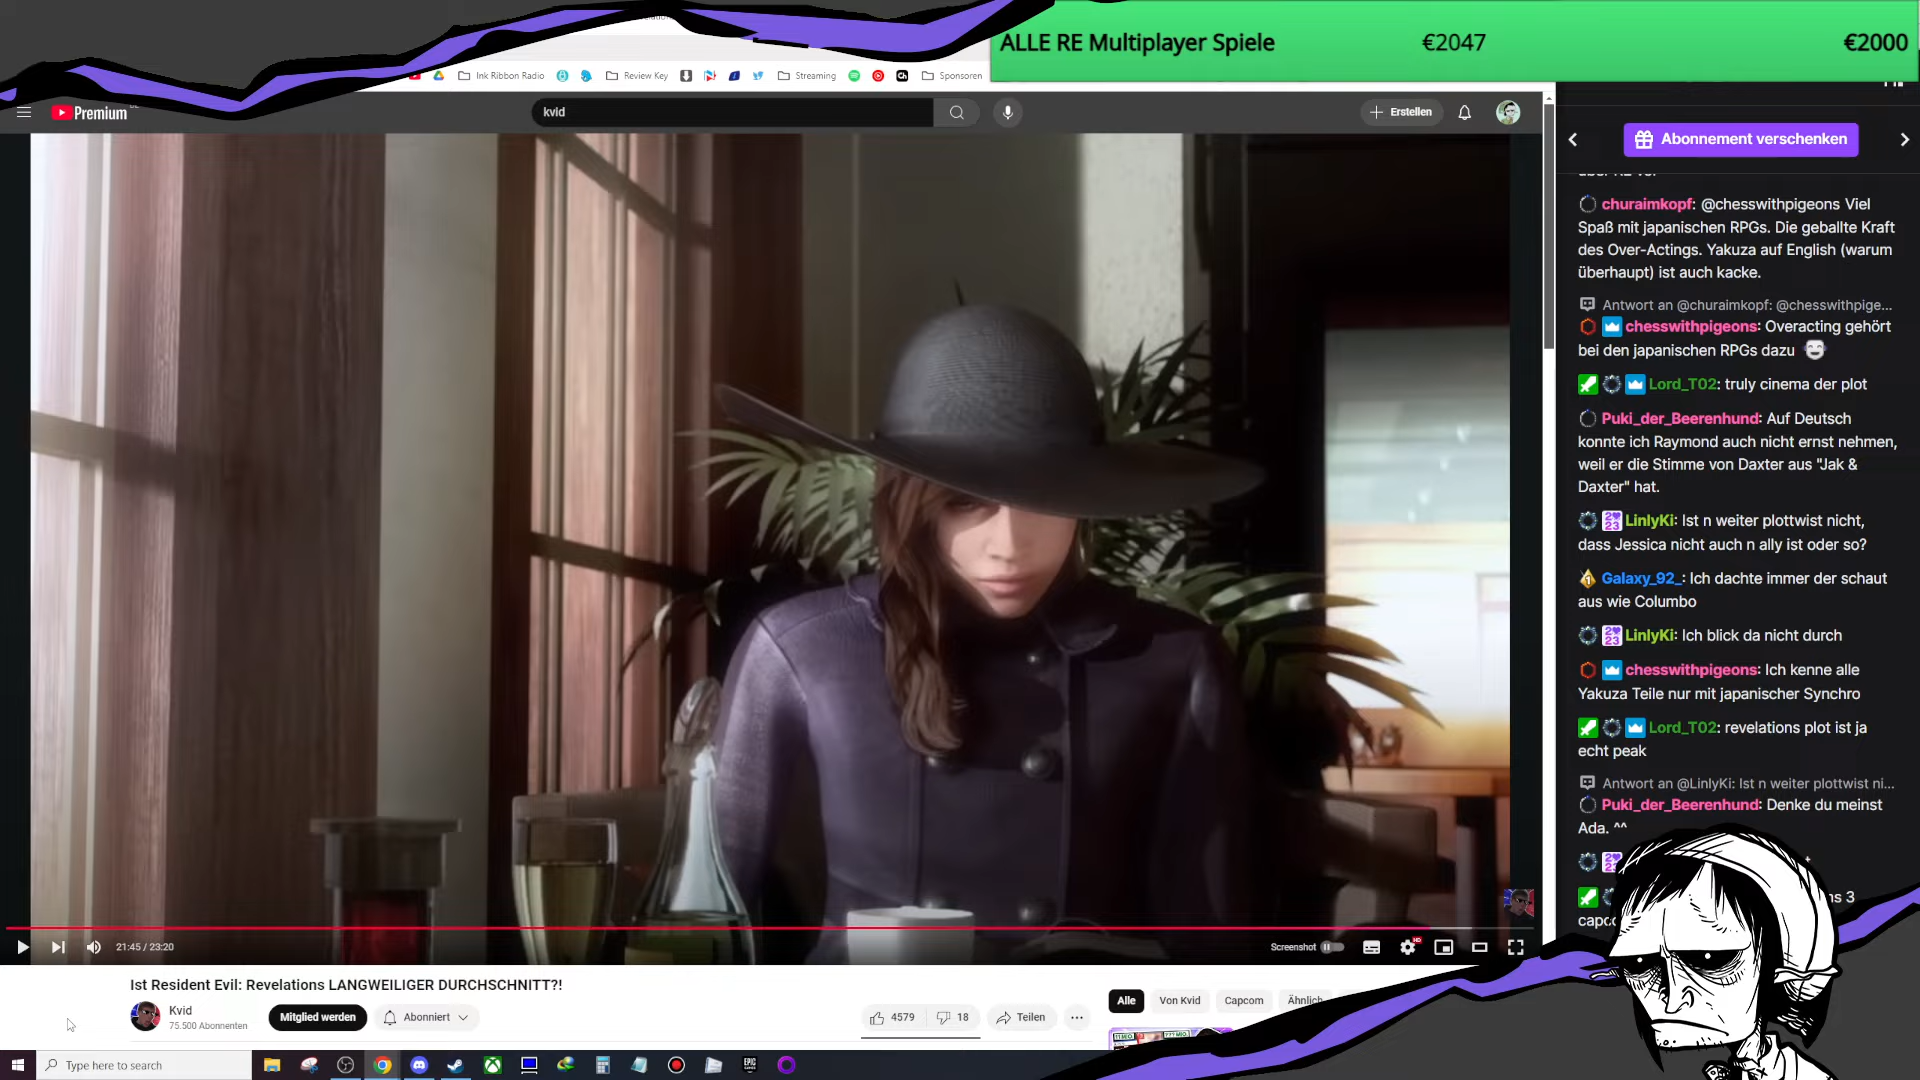 ALLE RE Multiplayer Spiele €2047 €2000
Ink Ribbon Radio Review Key Streaming Sponsoren
Premium
kvid
Erstellen
Abonnement verschenken
churaimkopf: @chesswithpigeons Viel
Spaß mit japanischen RPGs. Die geballte Kraft
des Over-Actings. Yakuza auf English (warum
überhaupt) ist auch kacke.
Antwort an @churaimkopf: @chesswithpige...
chesswithpigeons: Overacting gehört
bei den japanischen RPGs dazu
Lord_T02: truly cinema der plot
Puki_der_Beerenhund: Auf Deutsch
konnte ich Raymond auch nicht ernst nehmen,
weil er die Stimme von Daxter aus "Jak &
Daxter" hat.
LinlyKi: Ist n weiter plottwist nicht,
dass Jessica nicht auch n ally ist oder so?
Galaxy_92_: Ich dachte immer der schaut
aus wie Columbo
LinlyKi: Ich blick da nicht durch
chesswithpigeons: Ich kenne alle
Yakuza Teile nur mit japanischer Synchro
Lord_T02: revelations plot ist ja
echt peak
Antwort an @LinlyKi: Ist n weiter plottwist ni...
Puki_der_Beerenhund: Denke du meinst
Ada. ^^
21:45 / 23:20
Screenshot
HD
Ist Resident Evil: Revelations LANGWEILIGER DURCHSCHNITT?!
Kvid
75.500 Abonnenten
Mitglied werden
Abonniert
4579
18
Teilen
Alle
Von Kvid
Capcom
Ähnlich
Type here to search